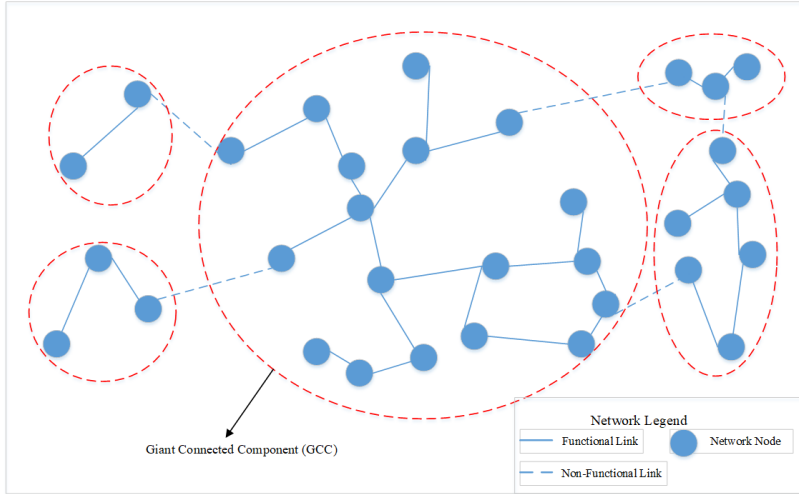 Giant Connected Component (GCC)
Network Legend
Functional Link
Network Node
Non-Functional Link